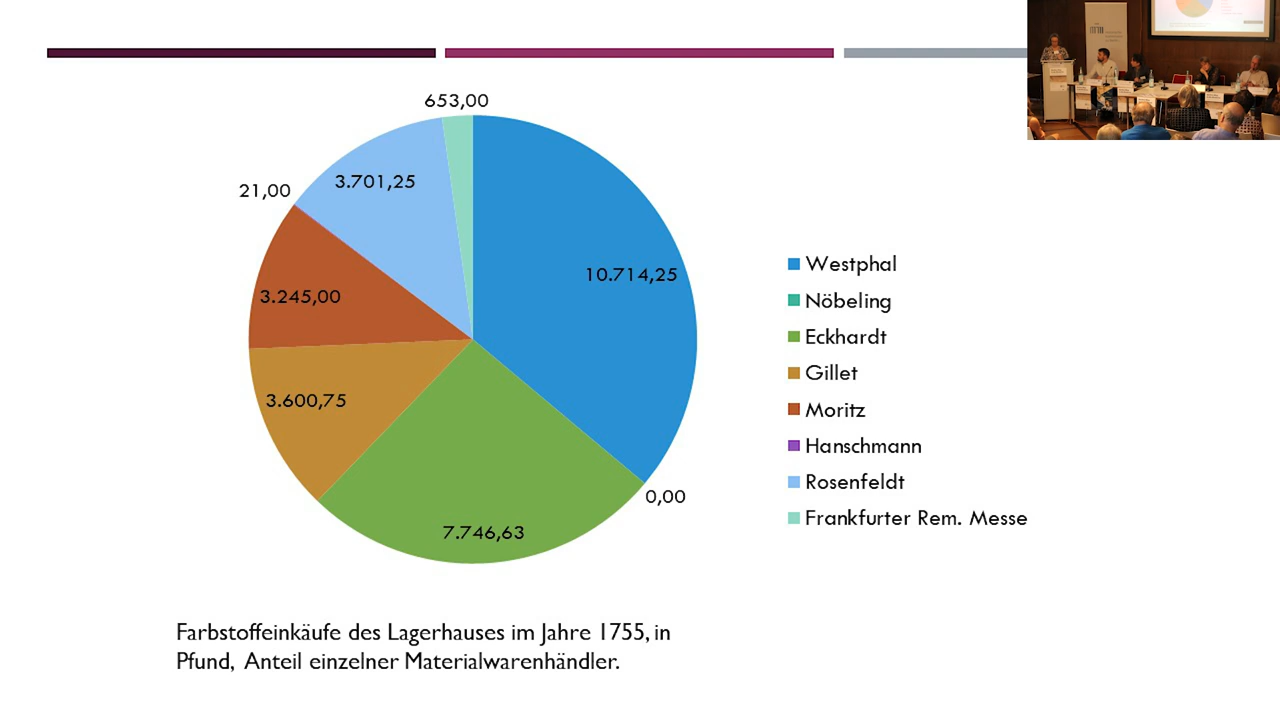 653,00
3.701,25
21,00
10.714,25
3.245,00
3.600,75
0,00
7.746,63
Westphal
Nöbeling
Eckhardt
Gillet
Moritz
Hanschmann
Rosenfeldt
Frankfurter Rem. Messe
Farbstoffeinkäufe des Lagerhauses im Jahre 1755, in
Pfund, Anteil einzelner Materialwarenhändler.